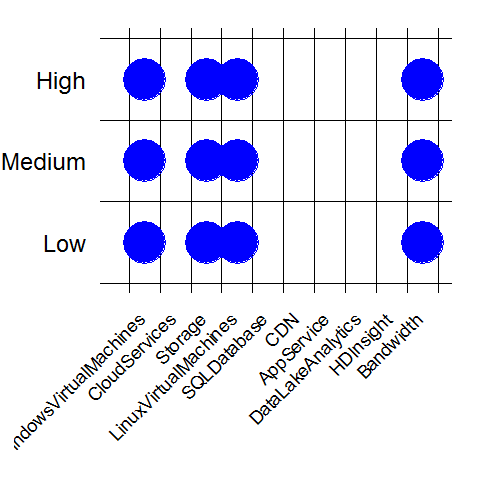 High
Medium
Low
ndowsVirtualMachines
CloudServices
Storage
LinuxVirtualMachines
SQLDatabase
CDN
AppService
DataLakeAnalytics
HDInsight
Bandwidth